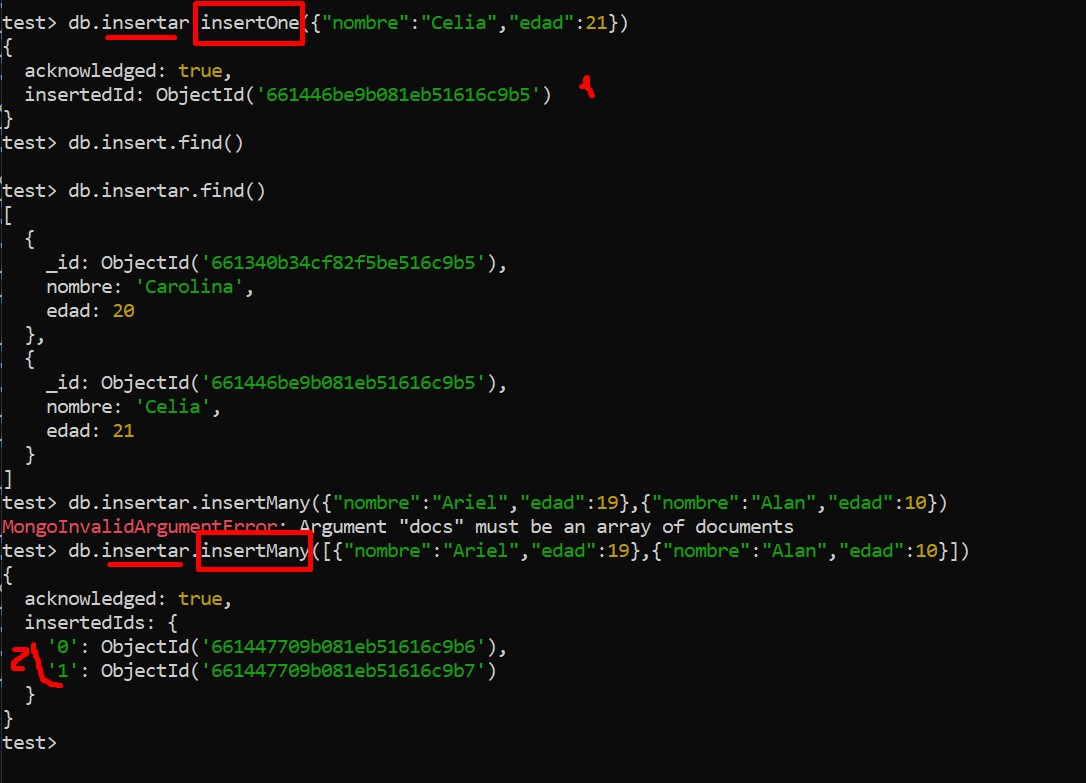 test> db.insertar.insertOne({"nombre":"Celia","edad":21})
{
acknowledged: true,
insertedId: ObjectId('661446be9b081eb51616c9b5') 1
}
test> db.insert.find()
test> db.insertar.find()
[
{
_id: ObjectId('661340b34cf82f5be516c9b5'),
nombre: 'Carolina',
edad: 20
},
{
_id: ObjectId('661446be9b081eb51616c9b5'),
nombre: 'Celia',
edad: 21
}
]
test> db.insertar.insertMany({"nombre":"Ariel","edad":19},{"nombre":"Alan","edad":10})
MongoInvalidArgumentError: Argument "docs" must be an array of documents
test> db.insertar.insertMany([{"nombre":"Ariel","edad":19},{"nombre":"Alan","edad":10}])
{
acknowledged: true,
insertedIds: {
'0': ObjectId('661447709b081eb51616c9b6'),
2 '1': ObjectId('661447709b081eb51616c9b7')
}
}
test>